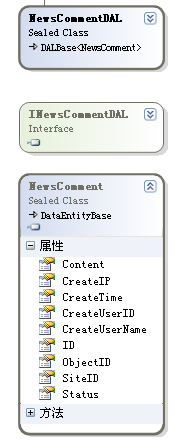 NewsCommentDAL
Sealed Class
DALBase<NewsComment>
INewsCommentDAL
Interface
NewsComment
Sealed Class
DataEntityBase
属性
Content
CreateIP
CreateTime
CreateUserID
CreateUserName
ID
ObjectID
SiteID
Status
方法